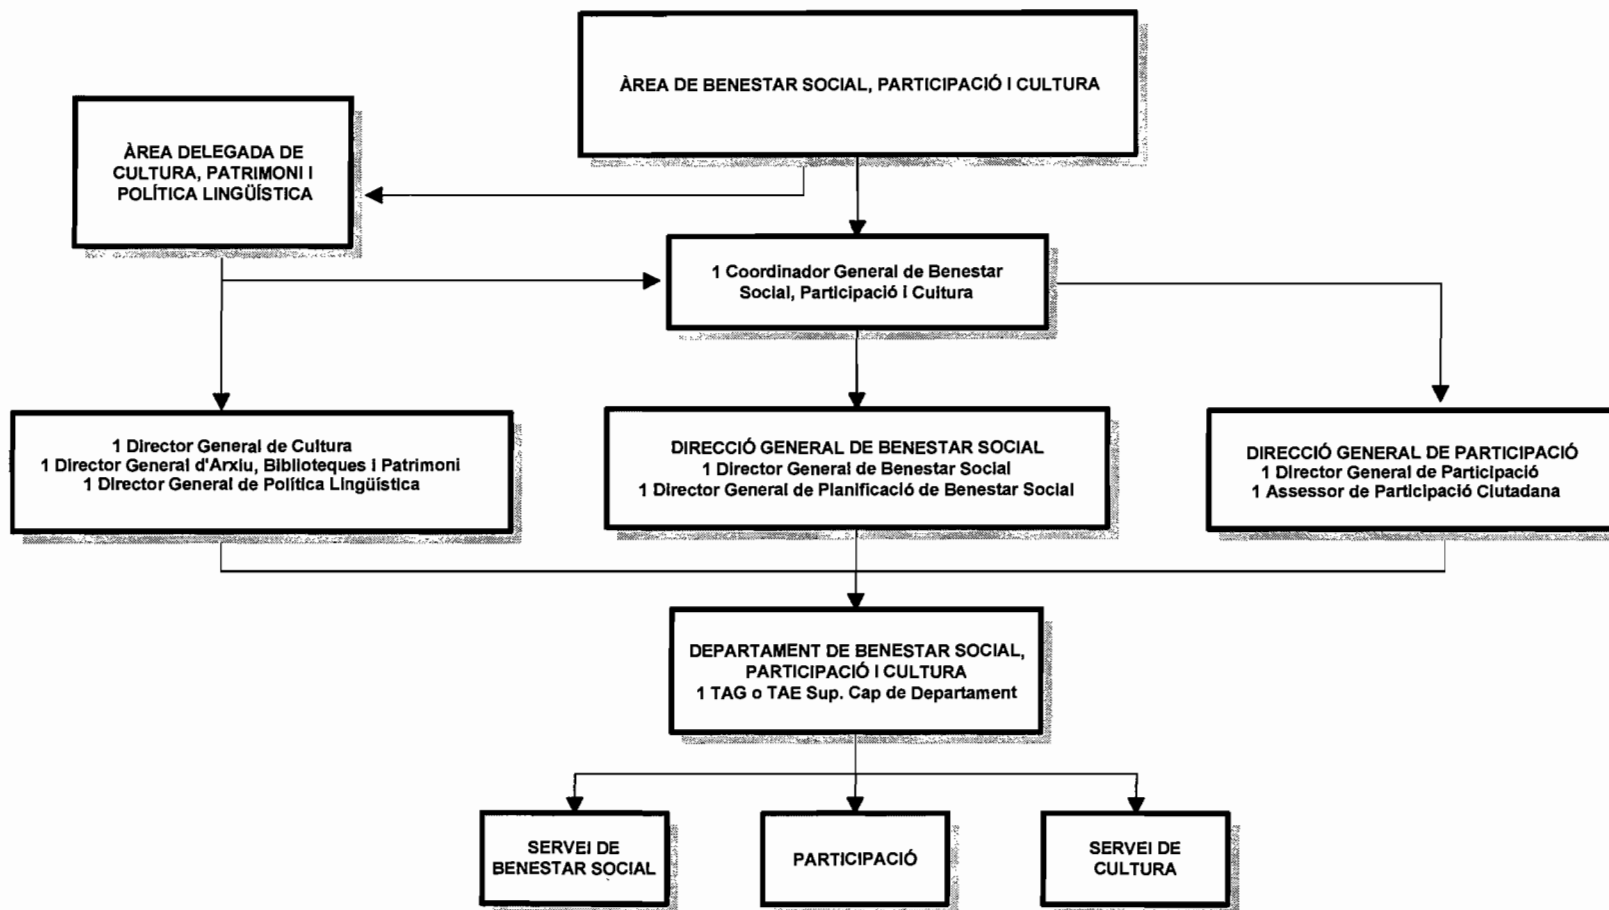 ÀREA DE BENESTAR SOCIAL, PARTICIPACIÓ I CULTURA
ÀREA DELEGADA DE
CULTURA, PATRIMONI I
POLÍTICA LINGÜÍSTICA
1 Coordinador General de Benestar
Social, Participació i Cultura
1 Director General de Cultura
1 Director General d'Arxiu, Biblioteques i Patrimoni
1 Director General de Política Lingüística
DIRECCIÓ GENERAL DE BENESTAR SOCIAL
1 Director General de Benestar Social
1 Director General de Planificació de Benestar Social
DIRECCIÓ GENERAL DE PARTICIPACIÓ
1 Director General de Participació
1 Assessor de Participació Ciutadana
DEPARTAMENT DE BENESTAR SOCIAL,
PARTICIPACIÓ I CULTURA
1 TAG o TAE Sup. Cap de Departament
SERVEI DE
BENESTAR SOCIAL
PARTICIPACIÓ
SERVEI DE
CULTURA